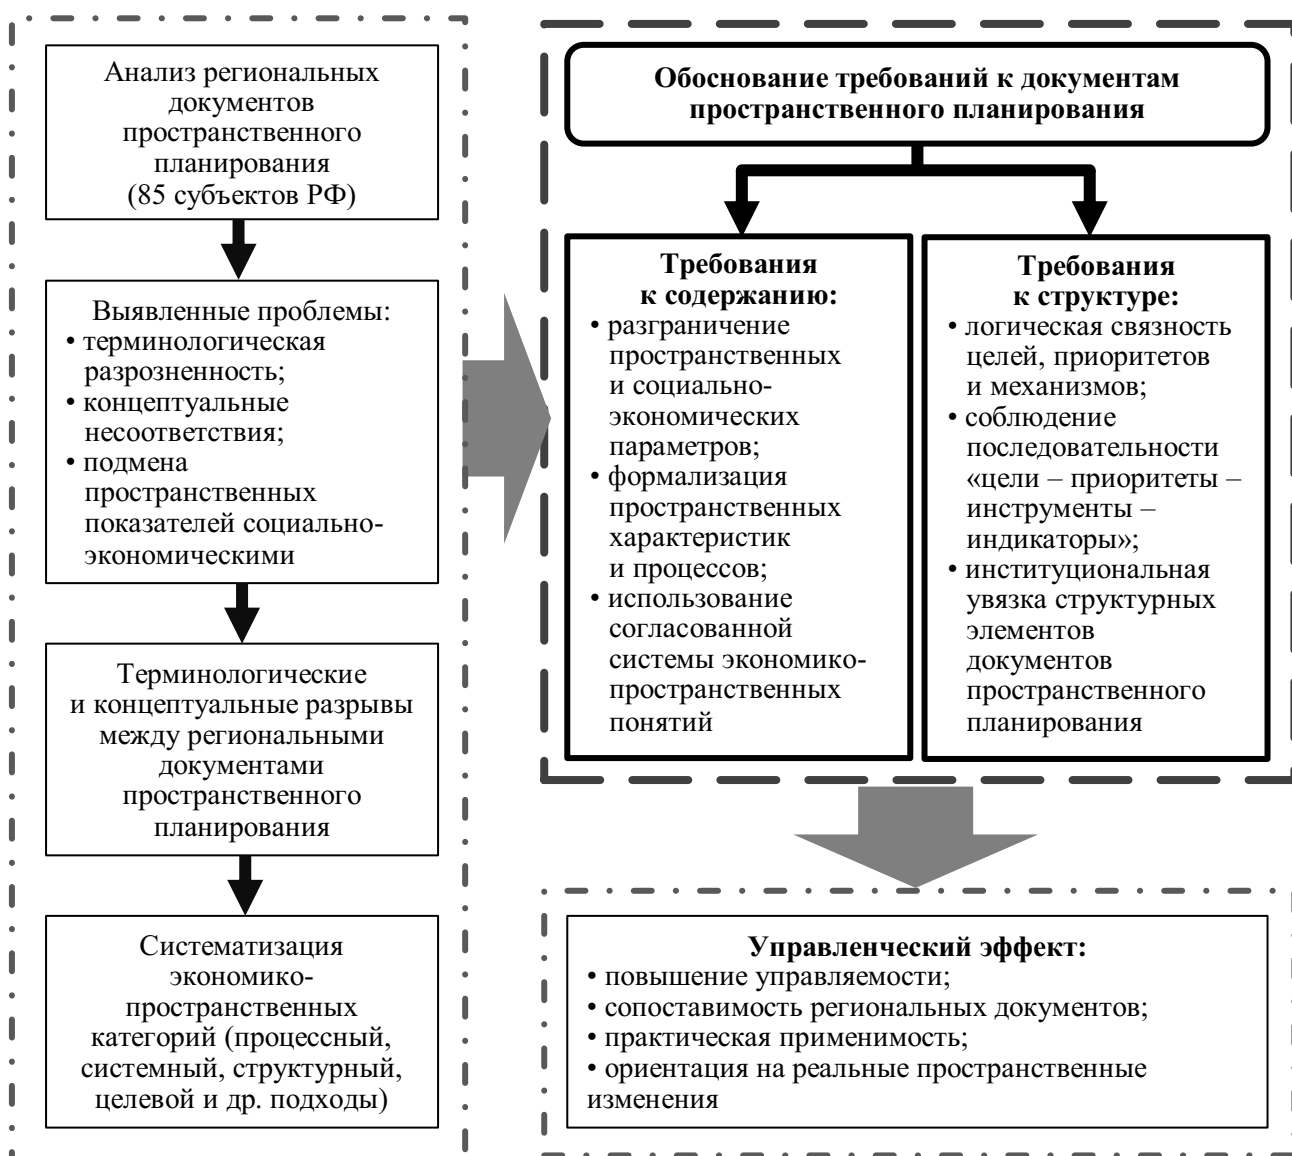 Анализ региональных
документов
пространственного
планирования
(85 субъектов РФ)
Выявленные проблемы:
• терминологическая
разрозненность;
• концептуальные
несоответствия;
• подмена
пространственных
показателей социально-
экономическими
Терминологические
и концептуальные разрывы
между региональными
документами
пространственного
планирования
Систематизация
экономико-
пространственных
категорий (процессный,
системный, структурный,
целевой и др. подходы)
Обоснование требований к документам
пространственного планирования
Требования
к содержанию:
• разграничение
пространственных
и социально-
экономических
параметров;
• формализация
пространственных
характеристик
и процессов;
• использование
согласованной
системы экономико-
пространственных
понятий
Требования
к структуре:
• логическая связность
целей, приоритетов
и механизмов;
• соблюдение
последовательности
«цели – приоритеты –
инструменты –
индикаторы»;
• институциональная
увязка структурных
элементов
документов
пространственного
планирования
Управленческий эффект:
• повышение управляемости;
• сопоставимость региональных документов;
• практическая применимость;
• ориентация на реальные пространственные
изменения